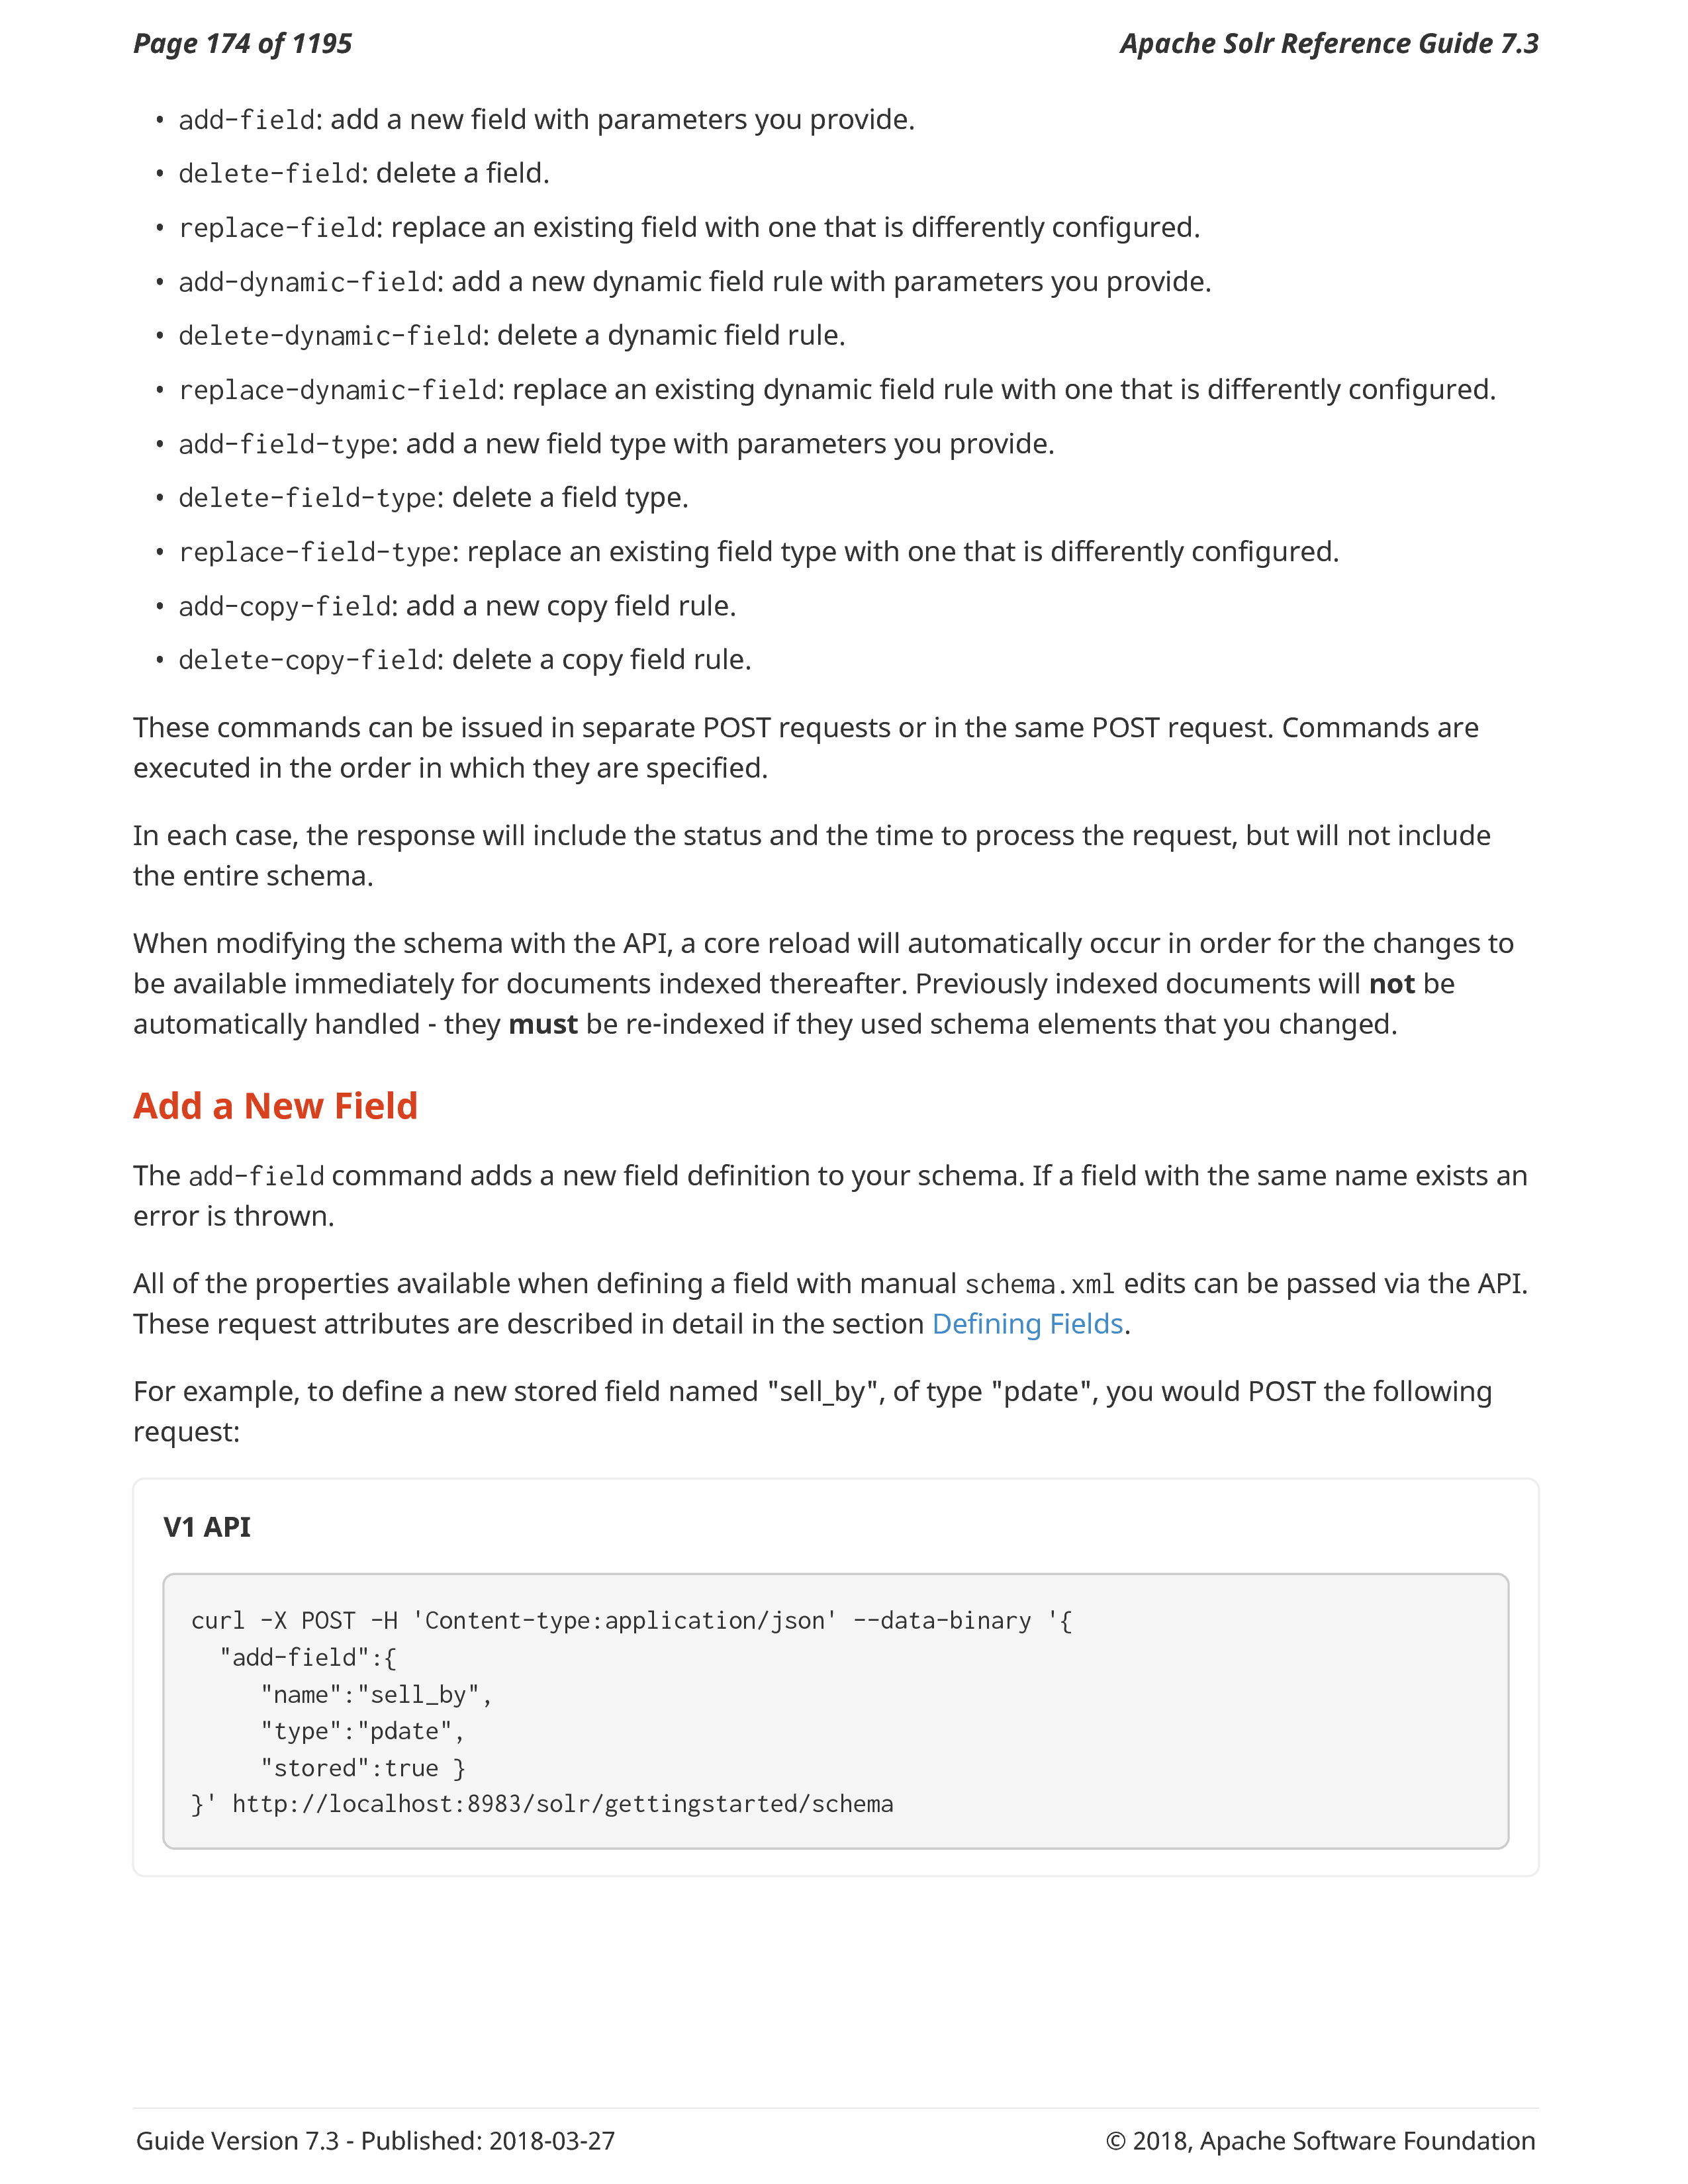 Page 174 of 1195
Apache Solr Reference Guide 7.3
• add-field: add a new field with parameters you provide.
• delete-field: delete a field.
• replace-field: replace an existing field with one that is differently configured.
• add-dynamic-field: add a new dynamic field rule with parameters you provide.
• delete-dynamic-field: delete a dynamic field rule.
• replace-dynamic-field: replace an existing dynamic field rule with one that is differently configured.
• add-field-type: add a new field type with parameters you provide.
• delete-field-type: delete a field type.
• replace-field-type: replace an existing field type with one that is differently configured.
• add-copy-field: add a new copy field rule.
• delete-copy-field: delete a copy field rule.
These commands can be issued in separate POST requests or in the same POST request. Commands are
executed in the order in which they are specified.
In each case, the response will include the status and the time to process the request, but will not include
the entire schema.
When modifying the schema with the API, a core reload will automatically occur in order for the changes to
be available immediately for documents indexed thereafter. Previously indexed documents will not be
automatically handled - they must be re-indexed if they used schema elements that you changed.
Add a New Field
The add-field command adds a new field definition to your schema. If a field with the same name exists an
error is thrown.
All of the properties available when defining a field with manual schema.xml edits can be passed via the API.
These request attributes are described in detail in the section Defining Fields.
For example, to define a new stored field named "sell_by", of type "pdate", you would POST the following
request:
V1 API
curl -X POST -H 'Content-type:application/json' --data-binary '{
  "add-field":{
     "name":"sell_by",
     "type":"pdate",
     "stored":true }
}' http://localhost:8983/solr/gettingstarted/schema
Guide Version 7.3 - Published: 2018-03-27
© 2018, Apache Software Foundation